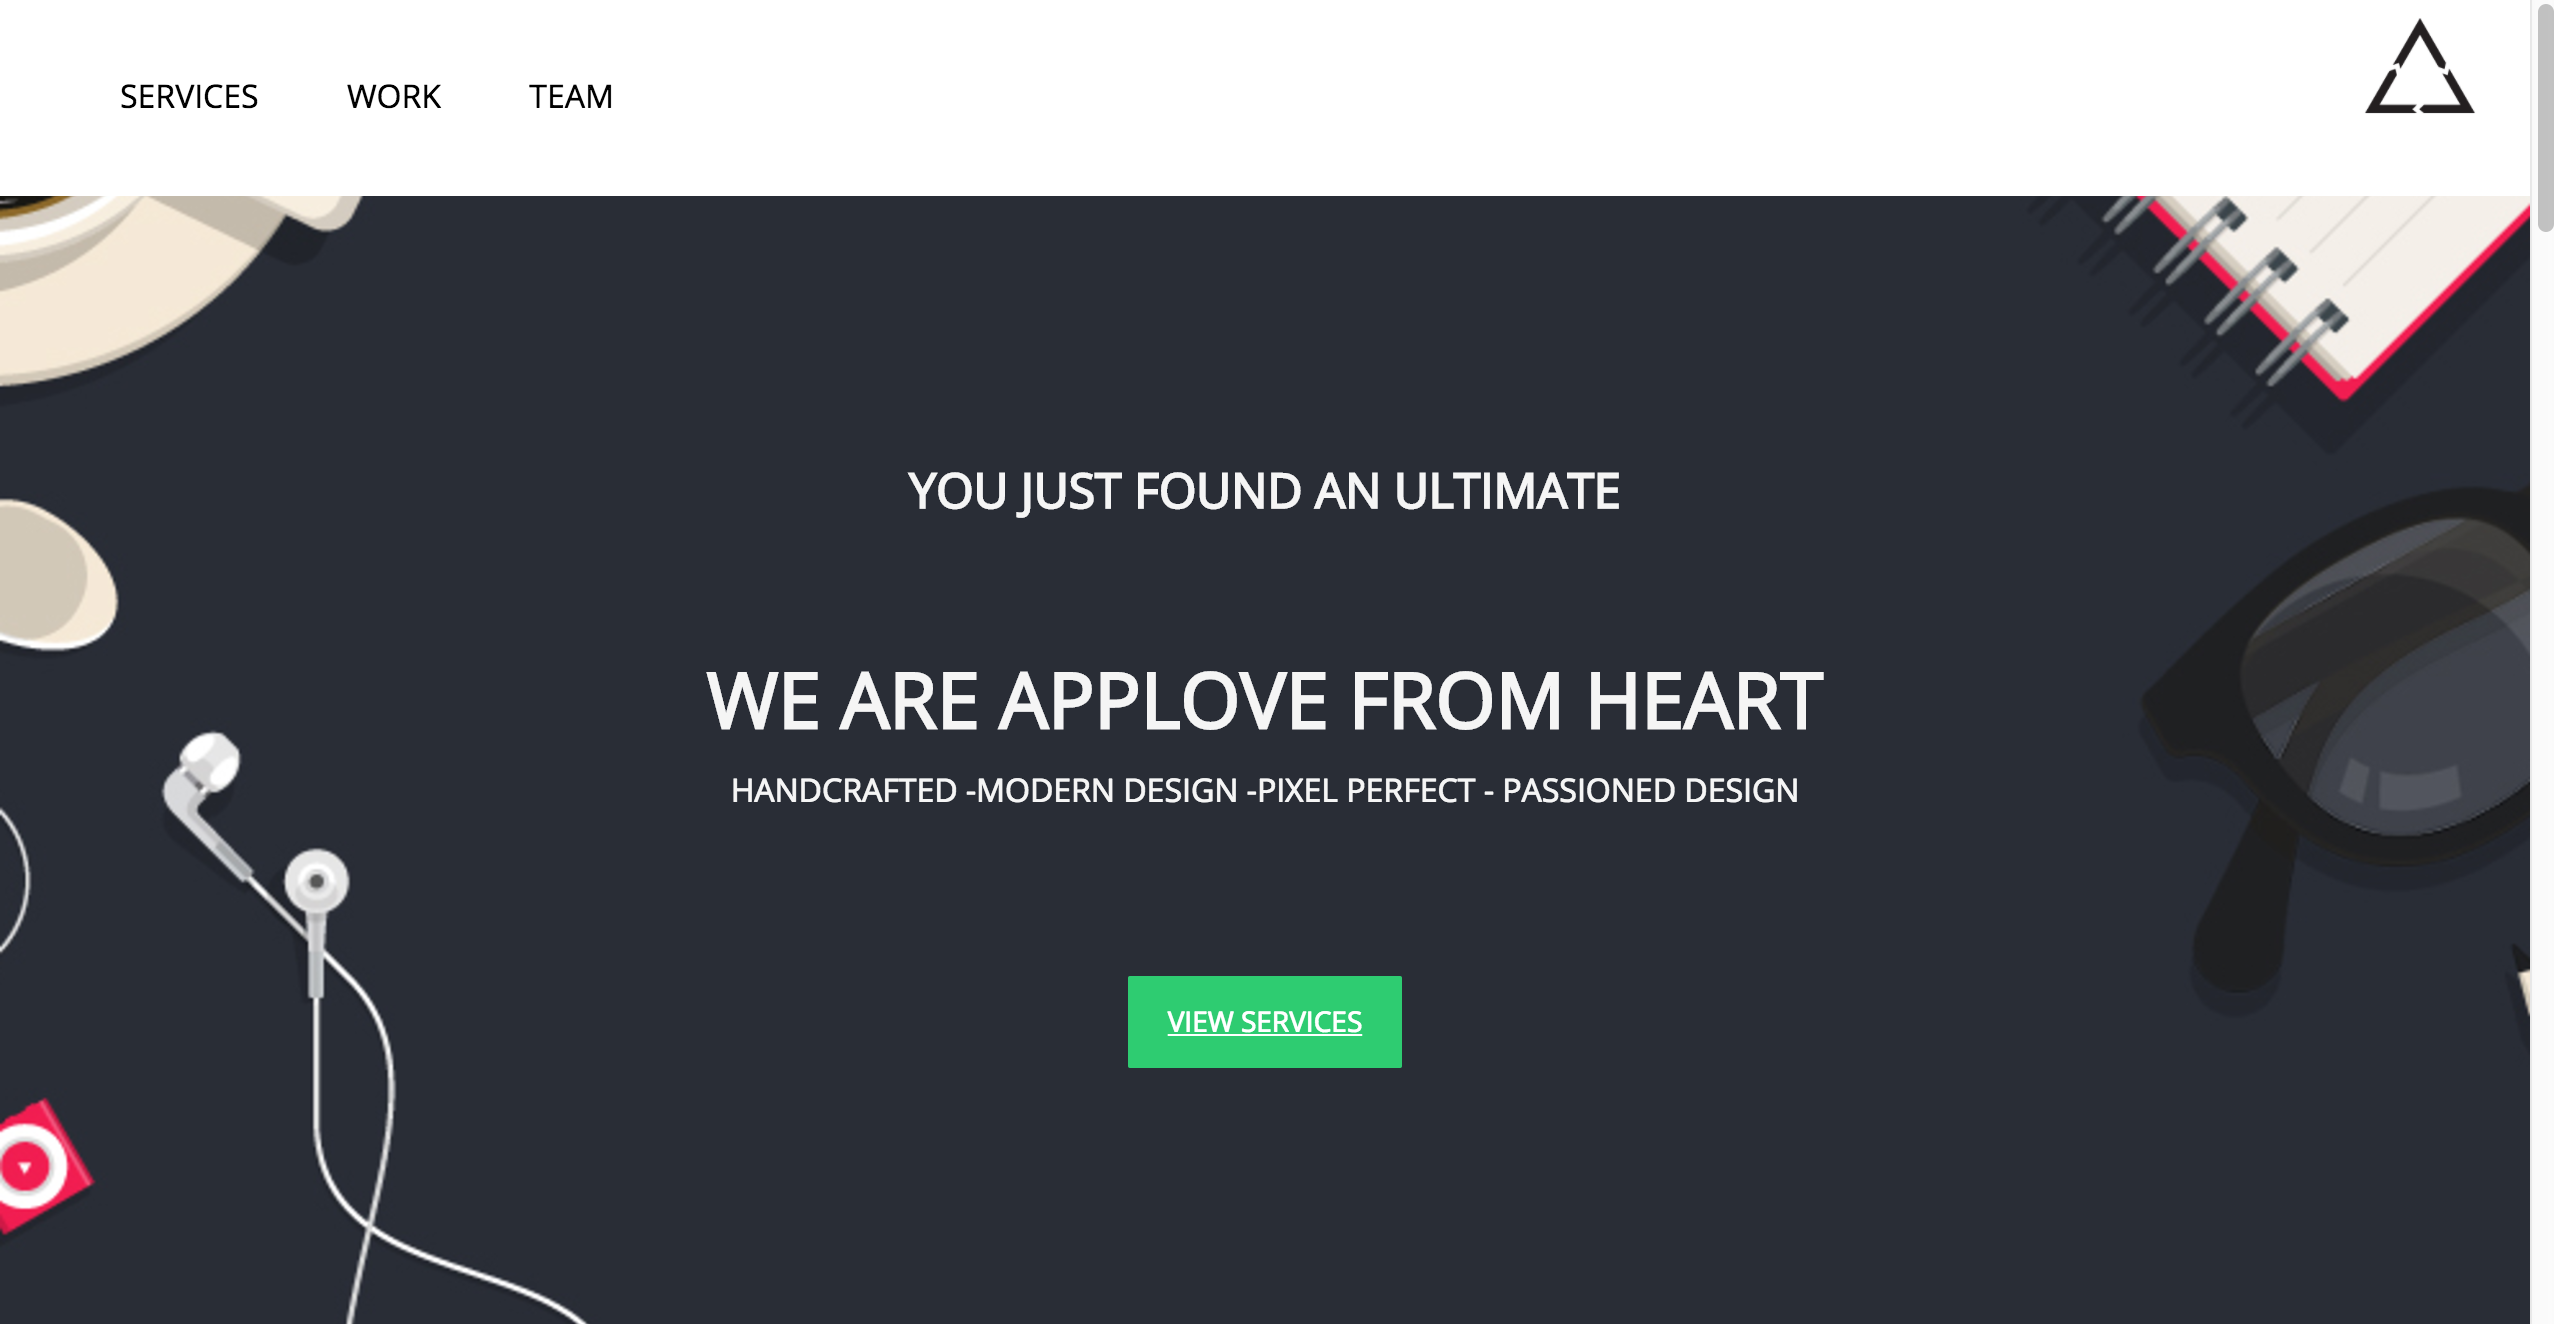 SERVICES WORK TEAM
YOU JUST FOUND AN ULTIMATE
WE ARE APPLOVE FROM HEART
HANDCRAFTED -MODERN DESIGN -PIXEL PERFECT - PASSIONED DESIGN
VIEW SERVICES